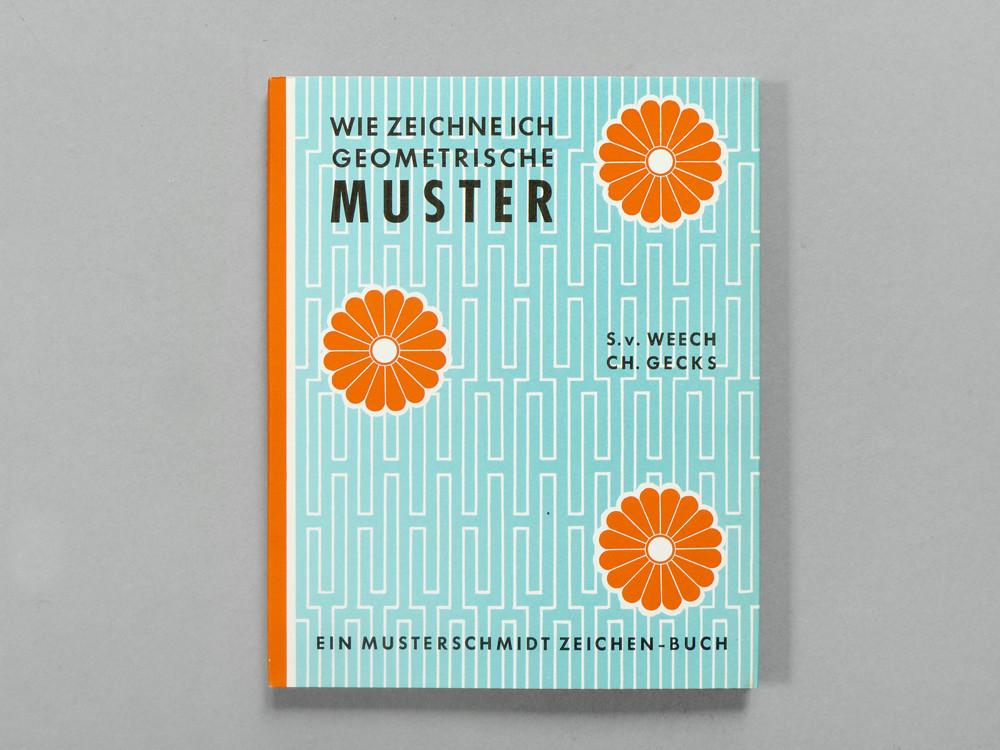 WIE ZEICHNE ICH
GEOMETRISCHE
MUSTER
S.v. WEECH
CH. GECKS
EIN MUSTERSCHMIDT ZEICHEN-BUCH